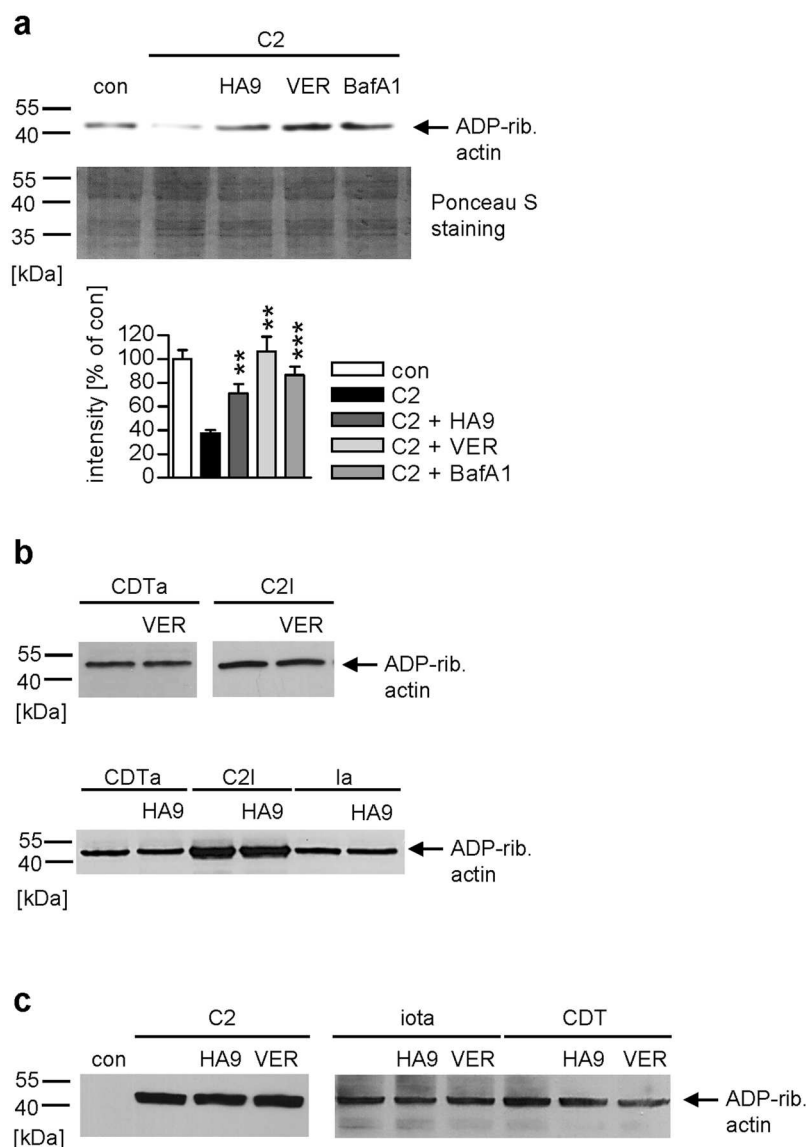 a
C2
con HA9 VER BafA1
55
40
ADP-rib.
actin
55
40
35
Ponceau S
staining
[kDa]
intensity [% of con]
120
100
80
60
40
20
0
**
**
***
con
C2
C2 + HA9
C2 + VER
C2 + BafA1
b
CDTa C2I
VER VER
55
40
ADP-rib.
actin
[kDa]
CDTa C2I Ia
HA9 HA9 HA9
55
40
ADP-rib.
actin
[kDa]
c
C2 iota CDT
con HA9 VER HA9 VER HA9 VER
55
40
ADP-rib.
actin
[kDa]